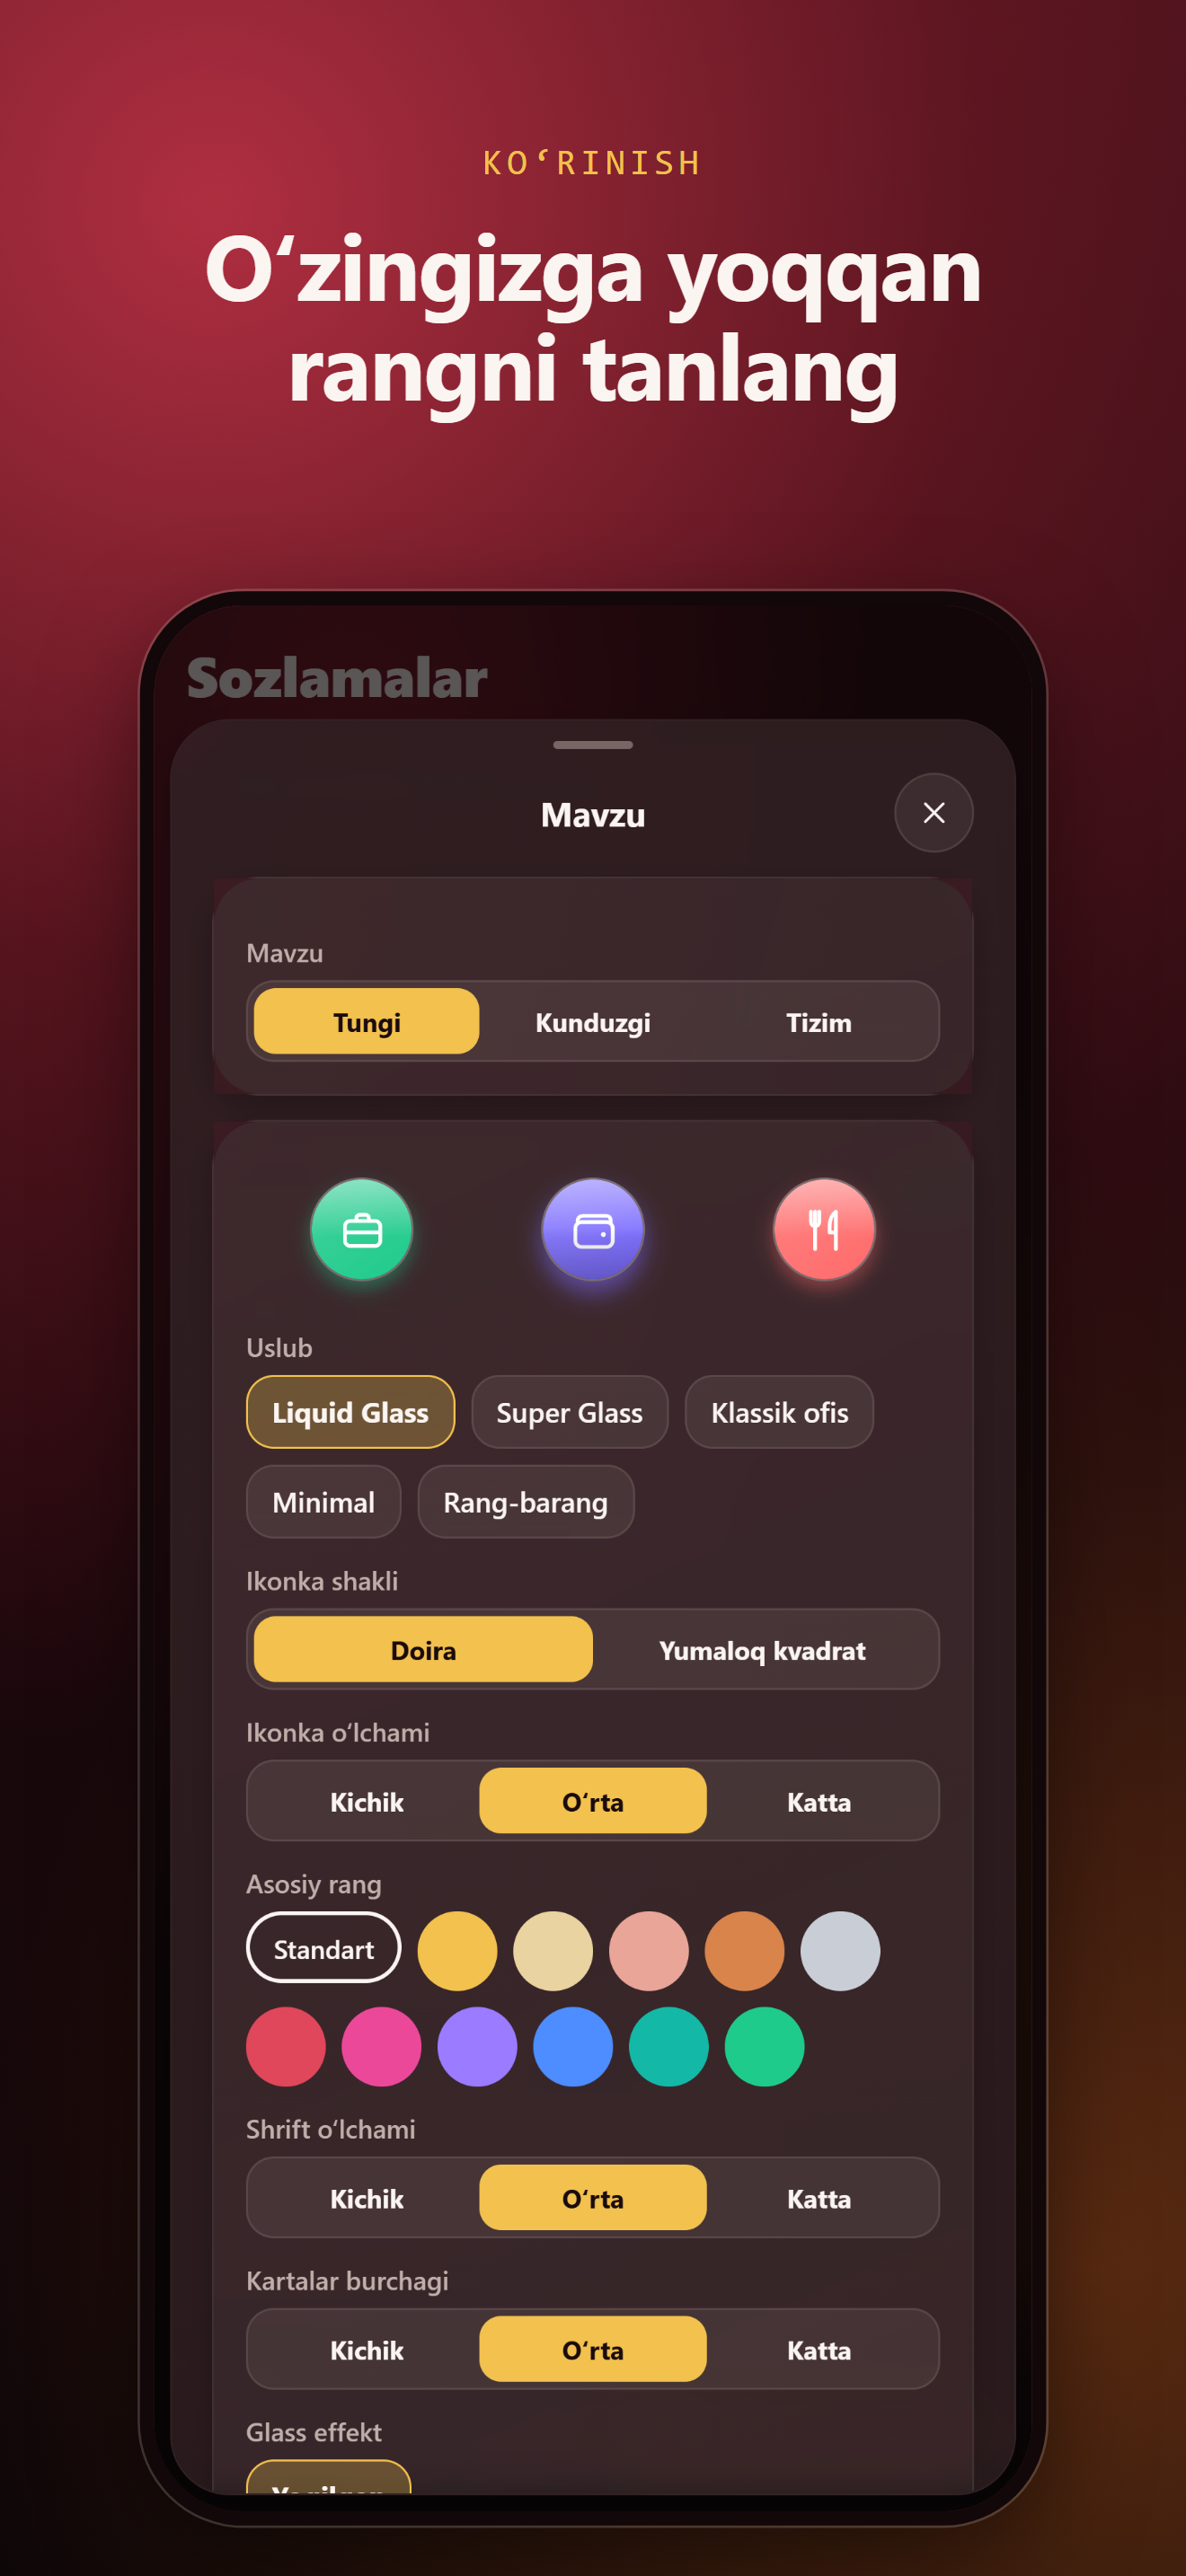 KOʻRINISH
Oʻzingizga yoqqan
rangni tanlang
Sozlamalar
Mavzu
Mavzu
Tungi Kunduzgi Tizim
Uslub
Liquid Glass Super Glass Klassik ofis
Minimal Rang-barang
Ikonka shakli
Doira Yumaloq kvadrat
Ikonka oʻlchami
Kichik Oʻrta Katta
Asosiy rang
Standart
Shrift oʻlchami
Kichik Oʻrta Katta
Kartalar burchagi
Kichik Oʻrta Katta
Glass effekt